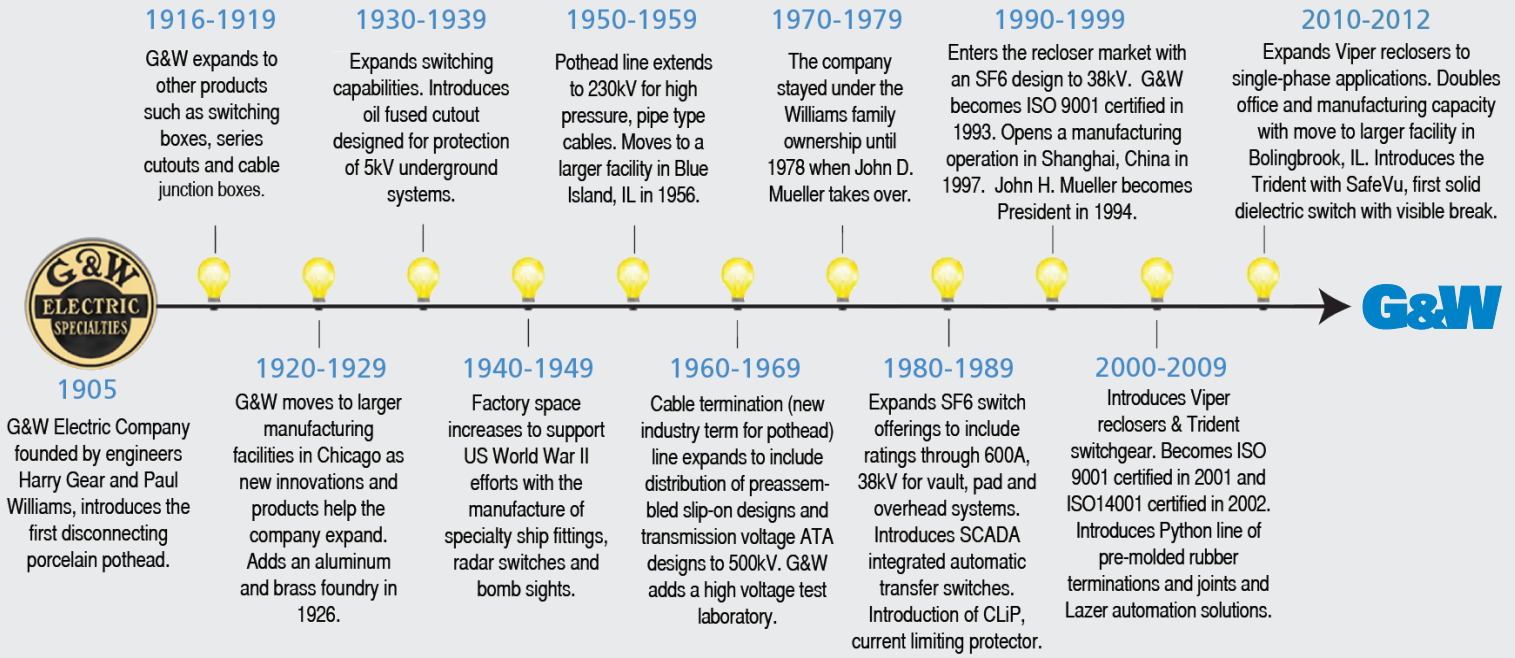 1905
G&W Electric Company
founded by engineers
Harry Gear and Paul
Williams, introduces the
first disconnecting
porcelain pothead.
G&W
ELECTRIC
SPECIALTIES
1916-1919
G&W expands to
other products
such as switching
boxes, series
cutouts and cable
junction boxes.
1920-1929
G&W moves to larger
manufacturing
facilities in Chicago as
new innovations and
products help the
company expand.
Adds an aluminum
and brass foundry in
1926.
1930-1939
Expands switching
capabilities. Introduces
oil fused cutout
designed for protection
of 5kV underground
systems.
1940-1949
Factory space
increases to support
US World War II
efforts with the
manufacture of
specialty ship fittings,
radar switches and
bomb sights.
1950-1959
Pothead line extends
to 230kV for high
pressure, pipe type
cables. Moves to a
larger facility in Blue
Island, IL in 1956.
1960-1969
Cable termination (new
industry term for pothead)
line expands to include
distribution of preassem-
bled slip-on designs and
transmission voltage ATA
designs to 500kV. G&W
adds a high voltage test
laboratory.
1970-1979
The company
stayed under the
Williams family
ownership until
1978 when John D.
Mueller takes over.
1980-1989
Expands SF6 switch
offerings to include
ratings through 600A,
38kV for vault, pad and
overhead systems.
Introduces SCADA
integrated automatic
transfer switches.
Introduction of CLiP,
current limiting protector.
1990-1999
Enters the recloser market with
an SF6 design to 38kV. G&W
becomes ISO 9001 certified in
1993. Opens a manufacturing
operation in Shanghai, China in
1997. John H. Mueller becomes
President in 1994.
2000-2009
Introduces Viper
reclosers & Trident
switchgear. Becomes ISO
9001 certified in 2001 and
ISO14001 certified in 2002.
Introduces Python line of
pre-molded rubber
terminations and joints and
Lazer automation solutions.
2010-2012
Expands Viper reclosers to
single-phase applications. Doubles
office and manufacturing capacity
with move to larger facility in
Bolingbrook, IL. Introduces the
Trident with SafeVu, first solid
dielectric switch with visible break.
G&W